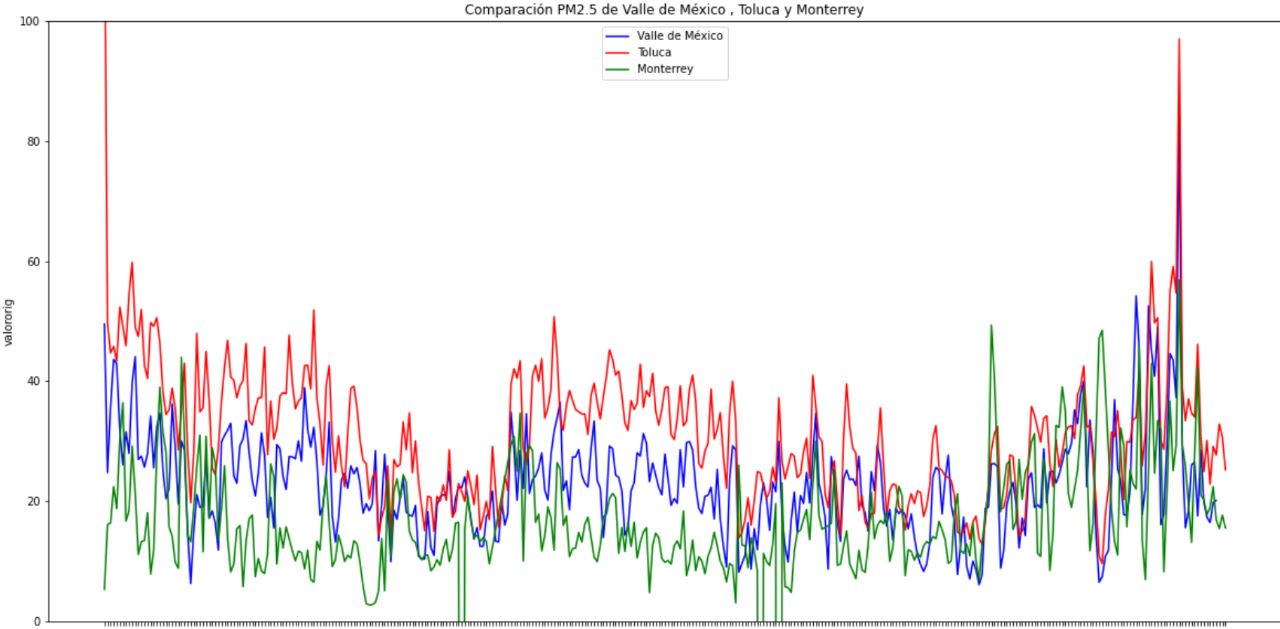 Comparación PM2.5 de Valle de México , Toluca y Monterrey
Valle de México
Toluca
Monterrey
valororig
100
80
60
40
20
0